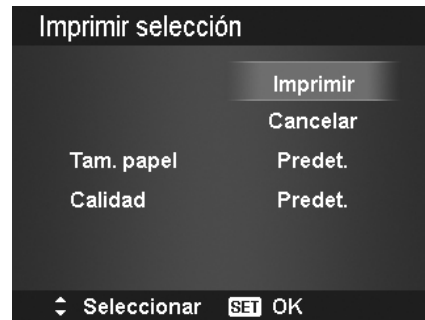 Imprimir selección
Imprimir
Cancelar
Tam. papel Predet.
Calidad Predet.
Seleccionar SET OK